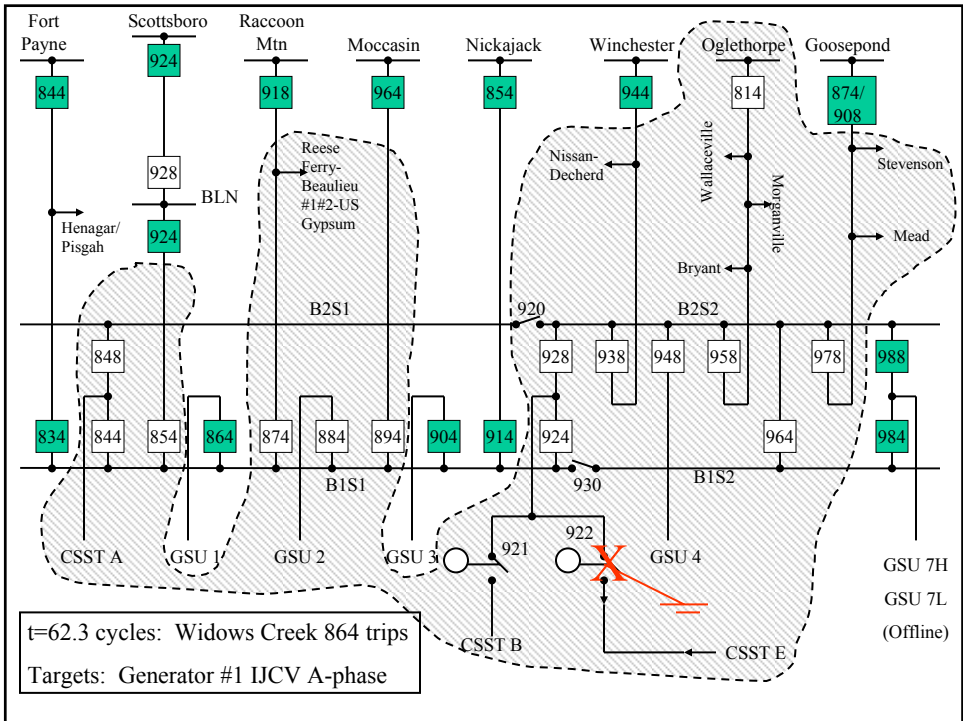 Fort
Payne
Scottsboro
Raccoon
Mtn
Moccasin
Nickajack
Winchester
Oglethorpe
Goosepond
844
924
918
964
854
944
814
874/
908
928
BLN
924
Henagar/
Pisgah
Reese
Ferry-
Beaulieu
#1#2-US
Gypsum
Nissan-
Decherd
Wallaceville
Morganville
Bryant
Stevenson
Mead
B2S1
920
B2S2
848
928
938
948
958
978
988
834
844
854
864
874
884
894
904
914
924
964
984
B1S1
930
B1S2
CSST A
GSU 1
GSU 2
GSU 3
921
922
X
GSU 4
GSU 7H
GSU 7L
(Offline)
CSST B
CSST E
t=62.3 cycles: Widows Creek 864 trips
Targets: Generator #1 IJCV A-phase